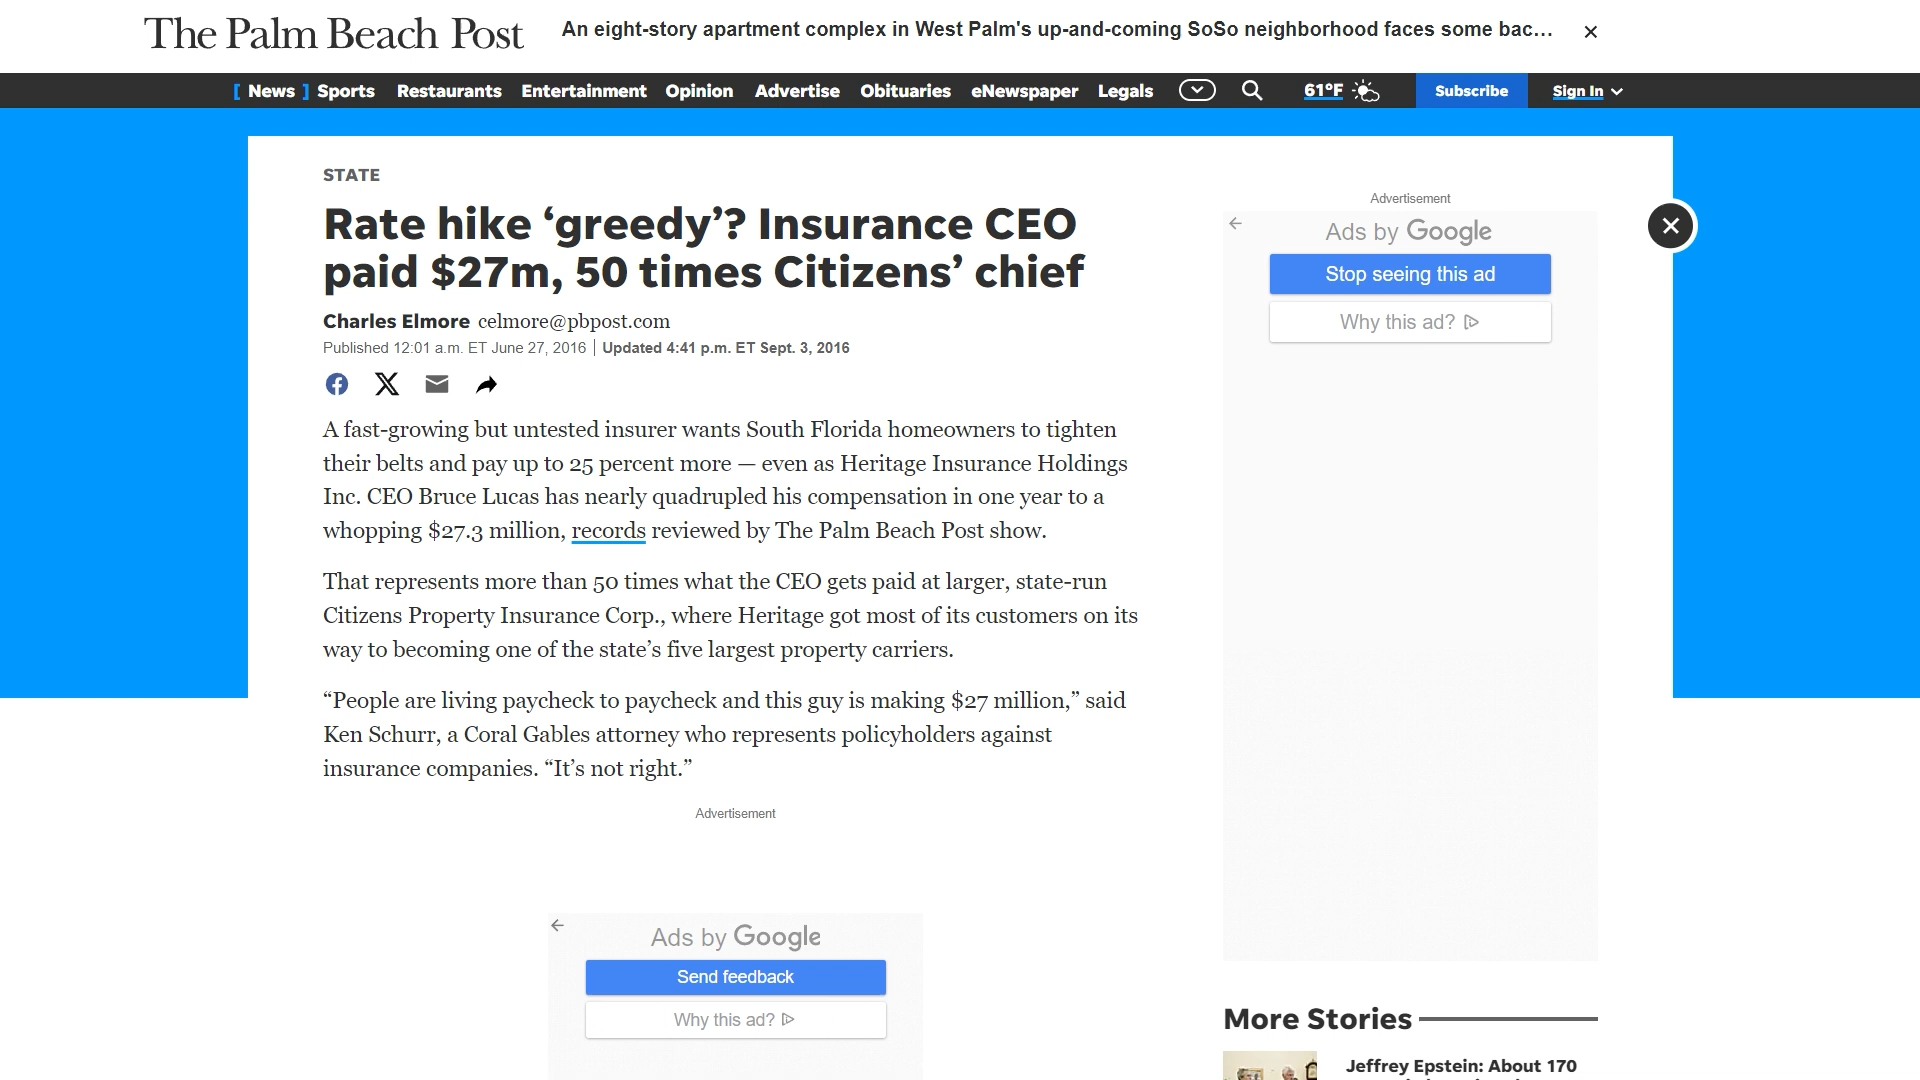 The Palm Beach Post
An eight-story apartment complex in West Palm's up-and-coming SoSo neighborhood faces some bac…
[ News ] Sports Restaurants Entertainment Opinion Advertise Obituaries eNewspaper Legals 61°F Subscribe Sign In
STATE
Rate hike ‘greedy’? Insurance CEO
paid $27m, 50 times Citizens’ chief
Charles Elmore celmore@pbpost.com
Published 12:01 a.m. ET June 27, 2016 | Updated 4:41 p.m. ET Sept. 3, 2016
A fast-growing but untested insurer wants South Florida homeowners to tighten
their belts and pay up to 25 percent more — even as Heritage Insurance Holdings
Inc. CEO Bruce Lucas has nearly quadrupled his compensation in one year to a
whopping $27.3 million, records reviewed by The Palm Beach Post show.
That represents more than 50 times what the CEO gets paid at larger, state-run
Citizens Property Insurance Corp., where Heritage got most of its customers on its
way to becoming one of the state’s five largest property carriers.
“People are living paycheck to paycheck and this guy is making $27 million,” said
Ken Schurr, a Coral Gables attorney who represents policyholders against
insurance companies. “It’s not right.”
Advertisement
Ads by Google
Send feedback
Why this ad?
Advertisement
Ads by Google
Stop seeing this ad
Why this ad?
More Stories
Jeffrey Epstein: About 170